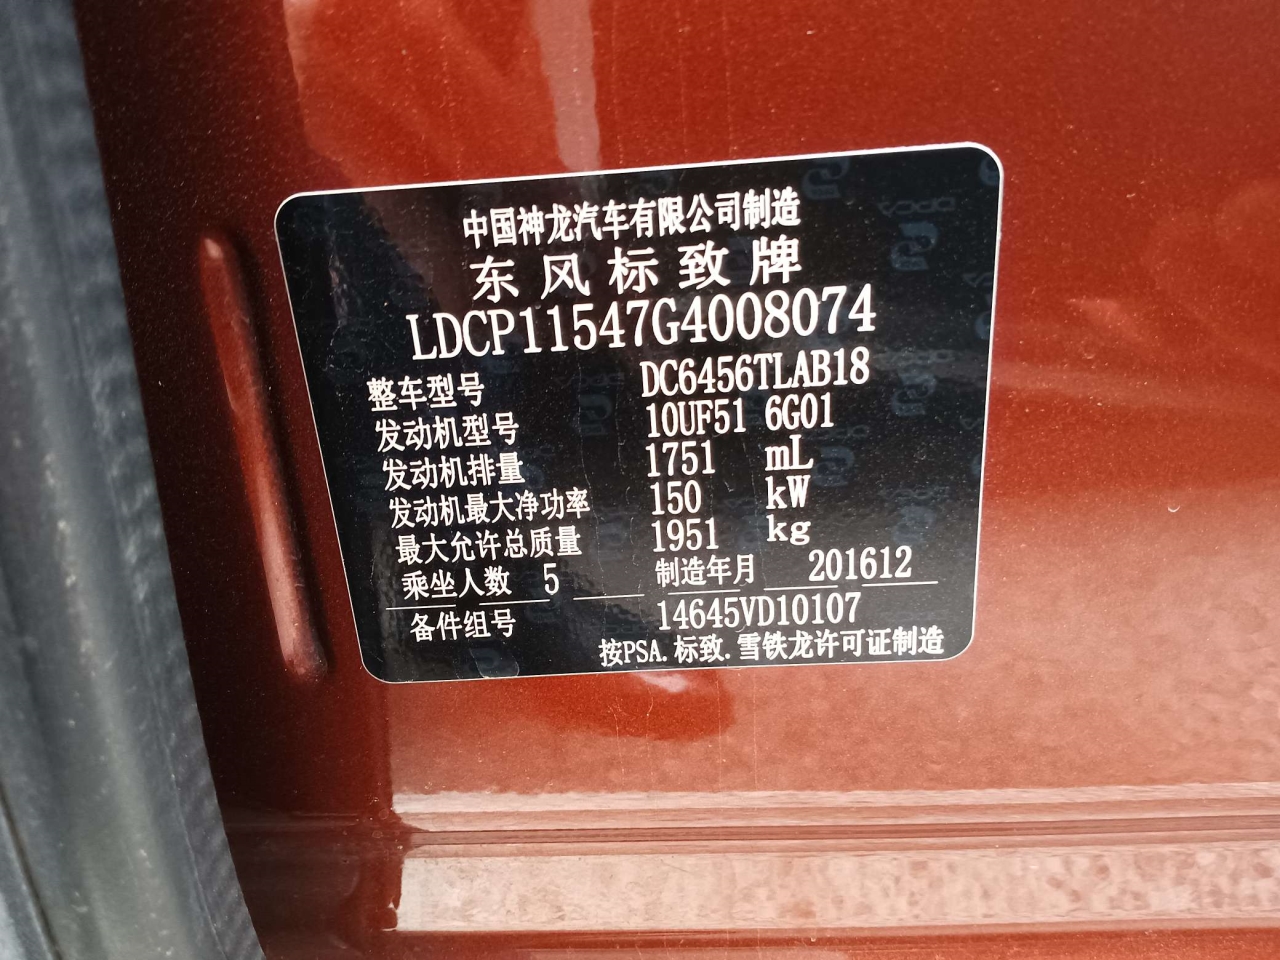 中国神龙汽车有限公司制造
东风标致牌
LDCP11547G4008074
整车型号 DC6456TLAB18
发动机型号 10UF51 6G01
发动机排量 1751 mL
发动机最大净功率 150 kW
最大允许总质量 1951 kg
乘坐人数 5 制造年月 201612
备件组号 14645VD10107
按PSA.标致.雪铁龙许可证制造